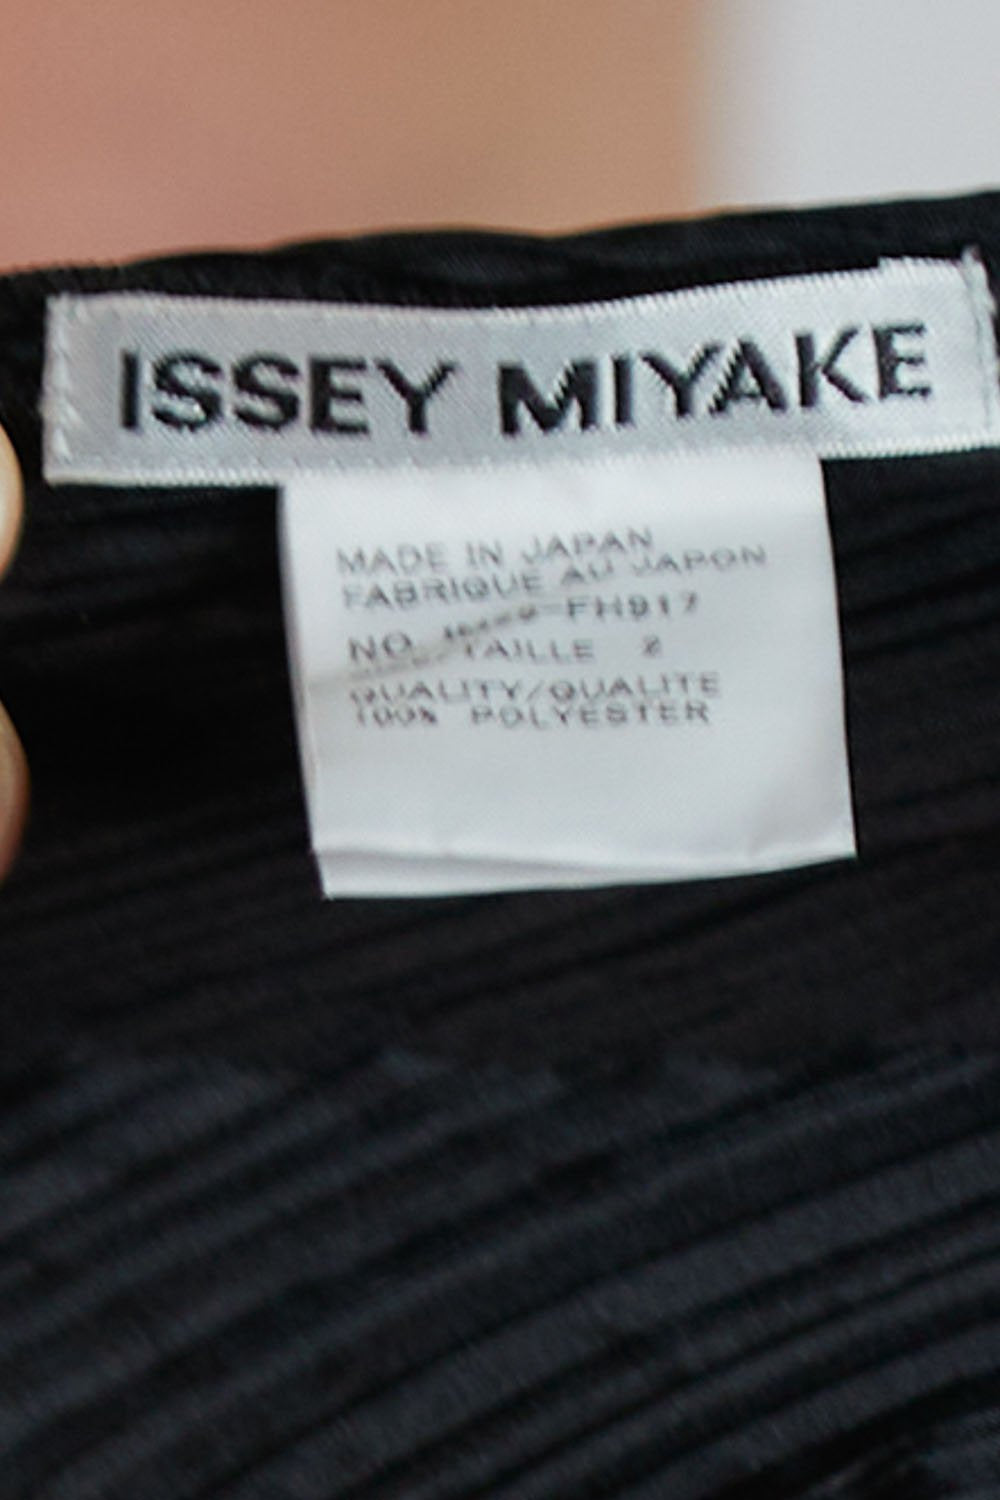 ISSEY MIYAKE
MADE IN JAPAN
FABRIQUE AU JAPON
NO. FH917
TAILLE 2
QUALITY/QUALITE
100% POLYESTER